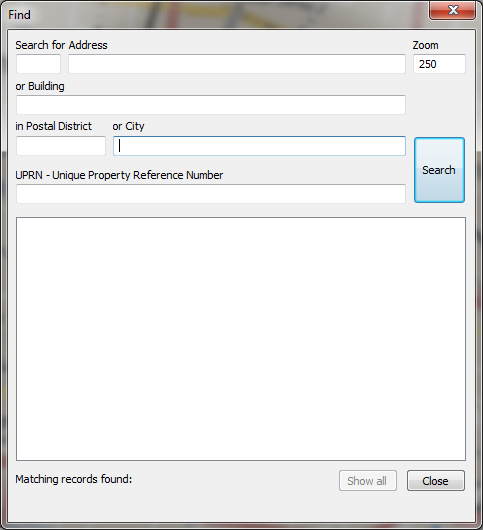 Find
Search for Address
Zoom
250
or Building
in Postal District
or City
Search
UPRN - Unique Property Reference Number
Matching records found:
Show all
Close